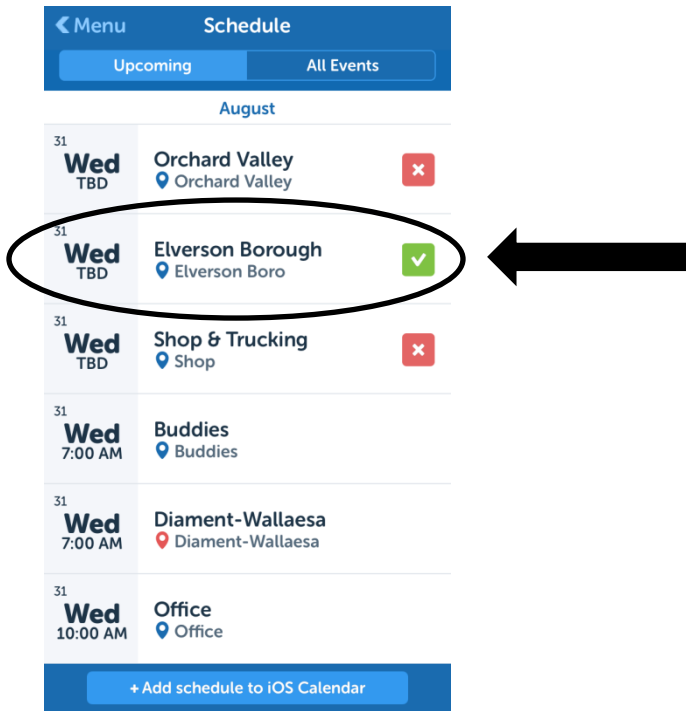 Menu
Schedule
Upcoming
All Events
August
31
Wed
TBD
Orchard Valley
Orchard Valley
31
Wed
TBD
Elverson Borough
Elverson Boro
31
Wed
TBD
Shop & Trucking
Shop
31
Wed
7:00 AM
Buddies
Buddies
31
Wed
7:00 AM
Diament-Wallaesa
Diament-Wallaesa
31
Wed
10:00 AM
Office
Office
+ Add schedule to iOS Calendar